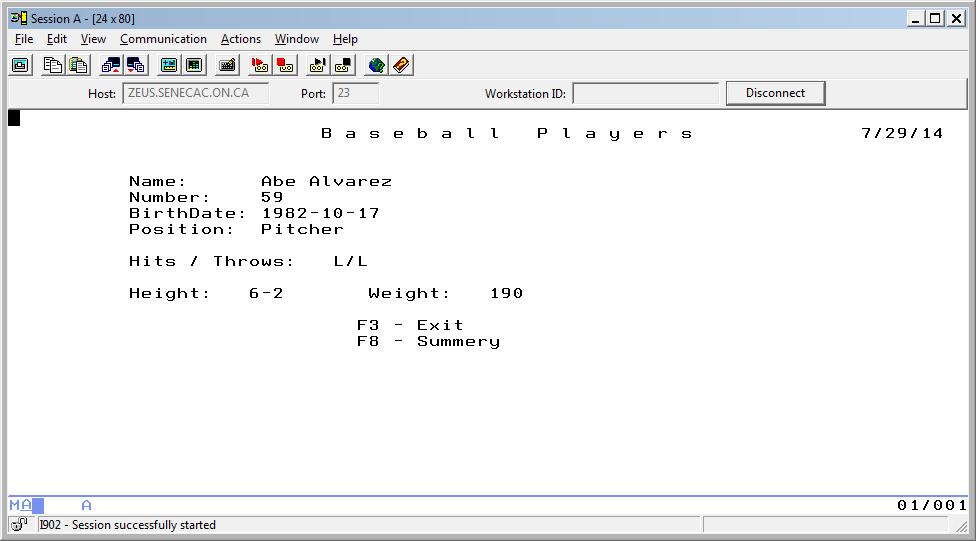 Session A - [24 x 80]
File Edit View Communication Actions Window Help
Host: ZEUS.SENECAC.ON.CA Port: 23 Workstation ID: Disconnect
B a s e b a l l   P l a y e r s 7/29/14
Name: Abe Alvarez
Number: 59
BirthDate: 1982-10-17
Position: Pitcher
Hits / Throws: L/L
Height: 6-2 Weight: 190
F3 - Exit
F8 - Summery
MA A 01/001
I902 - Session successfully started